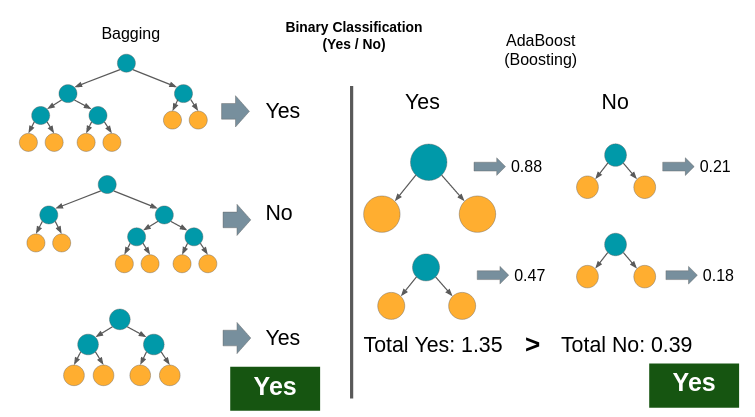 Binary Classification
(Yes / No)
Bagging
Yes
No
Yes
Yes
AdaBoost
(Boosting)
Yes
No
0.88
0.21
0.47
0.18
Total Yes: 1.35 > Total No: 0.39
Yes